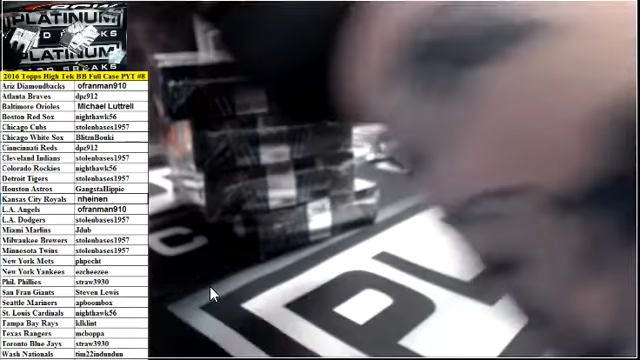 PLATINUM
PLATINUM
2016 Topps High Tek BB Full Case PYT #8
Ariz Diamondbacks ofranman910
Atlanta Braves dpc912
Baltimore Orioles Michael Luttrell
Boston Red Sox nighthawk56
Chicago Cubs stolenbases1957
Chicago White Sox BlitznBouki
Cinncinnati Reds dpc912
Cleveland Indians stolenbases1957
Colorado Rockies nighthawk56
Detroit Tigers stolenbases1957
Houston Astros GangstaHippie
Kansas City Royals nheinen
L.A. Angels ofranman910
L.A. Dodgers stolenbases1957
Miami Marlins Jdub
Milwaukee Brewers stolenbases1957
Minnesota Twins stolenbases1957
New York Mets phpecht
New York Yankees ezcheezee
Phil. Phillies straw3930
San Fran Giants Steven Lewis
Seattle Mariners apboombox
St. Louis Cardinals nighthawk56
Tampa Bay Rays klklint
Texas Rangers mcboppa
Toronto Blue Jays straw3930
Wash Nationals tim22indundun